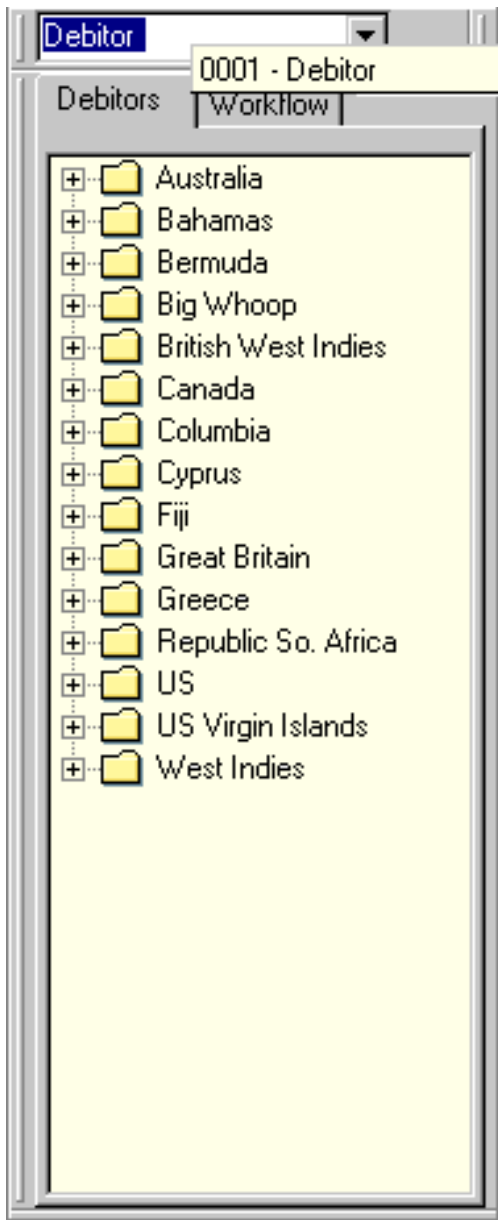 Debitor
0001 - Debitor
Debitors Workflow
Australia
Bahamas
Bermuda
Big Whoop
British West Indies
Canada
Columbia
Cyprus
Fiji
Great Britain
Greece
Republic So. Africa
US
US Virgin Islands
West Indies